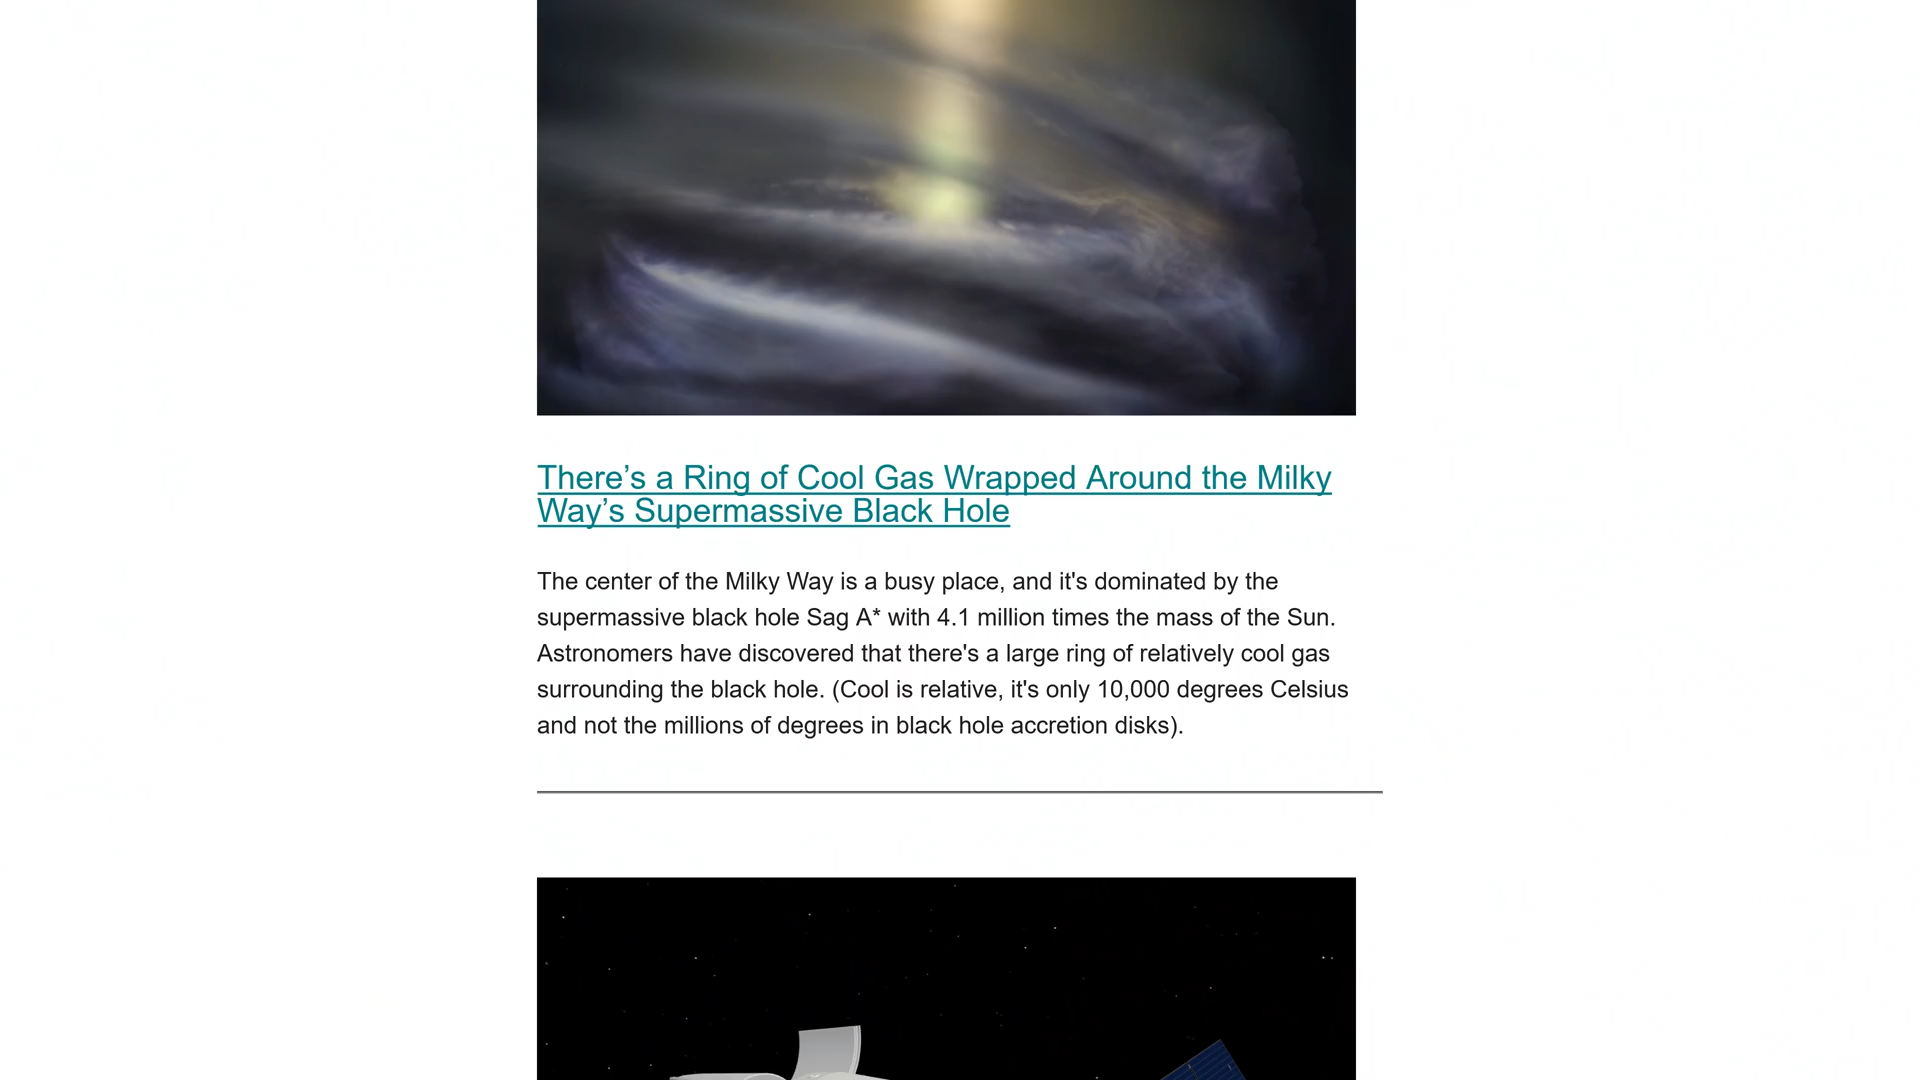 There’s a Ring of Cool Gas Wrapped Around the Milky
Way’s Supermassive Black Hole
The center of the Milky Way is a busy place, and it's dominated by the
supermassive black hole Sag A* with 4.1 million times the mass of the Sun.
Astronomers have discovered that there's a large ring of relatively cool gas
surrounding the black hole. (Cool is relative, it's only 10,000 degrees Celsius
and not the millions of degrees in black hole accretion disks).